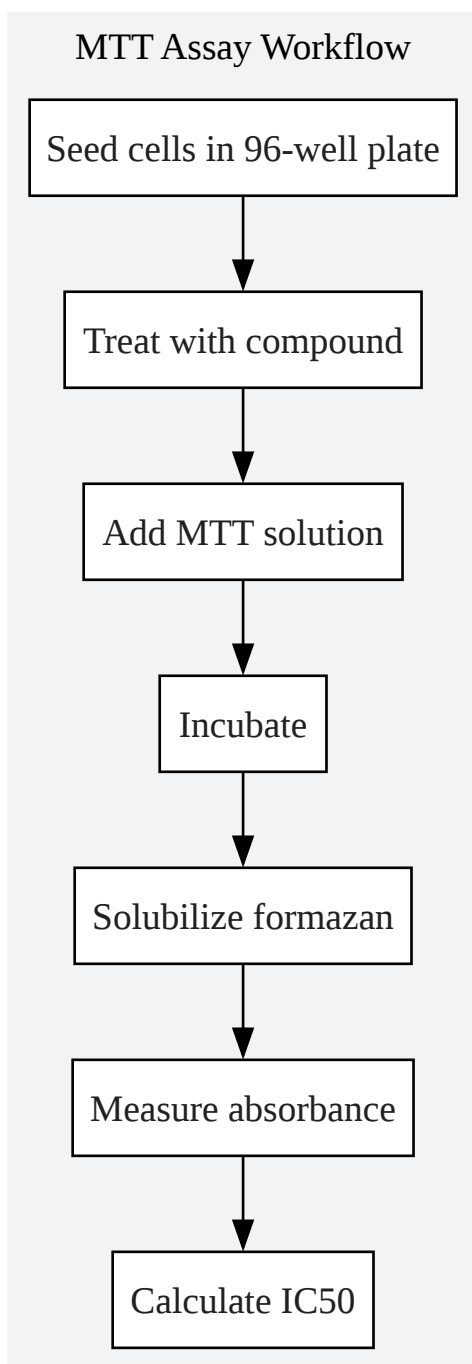 MTT Assay Workflow
Seed cells in 96-well plate
Treat with compound
Add MTT solution
Incubate
Solubilize formazan
Measure absorbance
Calculate IC50